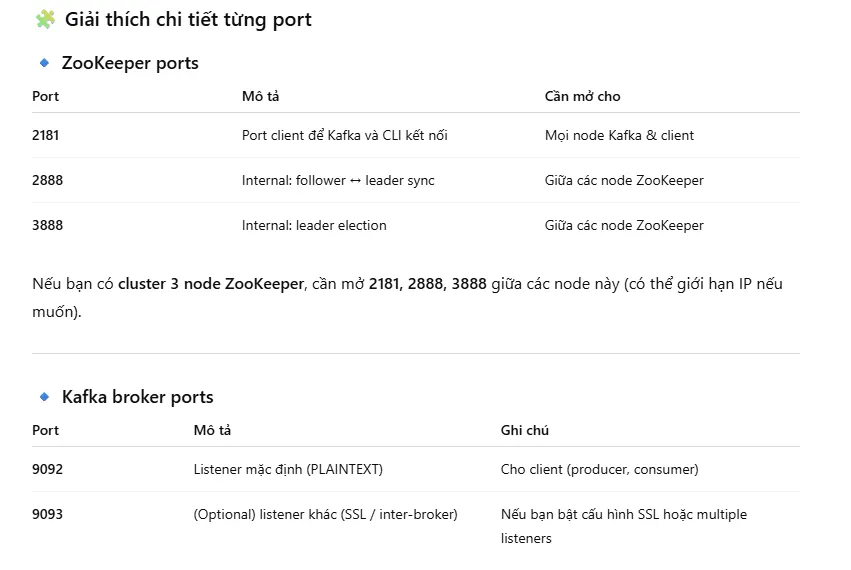 🧩 Giải thích chi tiết từng port
🔹 ZooKeeper ports
Port Mô tả Cần mở cho
2181 Port client để Kafka và CLI kết nối Mọi node Kafka & client
2888 Internal: follower ↔ leader sync Giữa các node ZooKeeper
3888 Internal: leader election Giữa các node ZooKeeper
Nếu bạn có cluster 3 node ZooKeeper, cần mở 2181, 2888, 3888 giữa các node này (có thể giới hạn IP nếu
muốn).
🔹 Kafka broker ports
Port Mô tả Ghi chú
9092 Listener mặc định (PLAINTEXT) Cho client (producer, consumer)
9093 (Optional) listener khác (SSL / inter-broker) Nếu bạn bật cấu hình SSL hoặc multiple
listeners